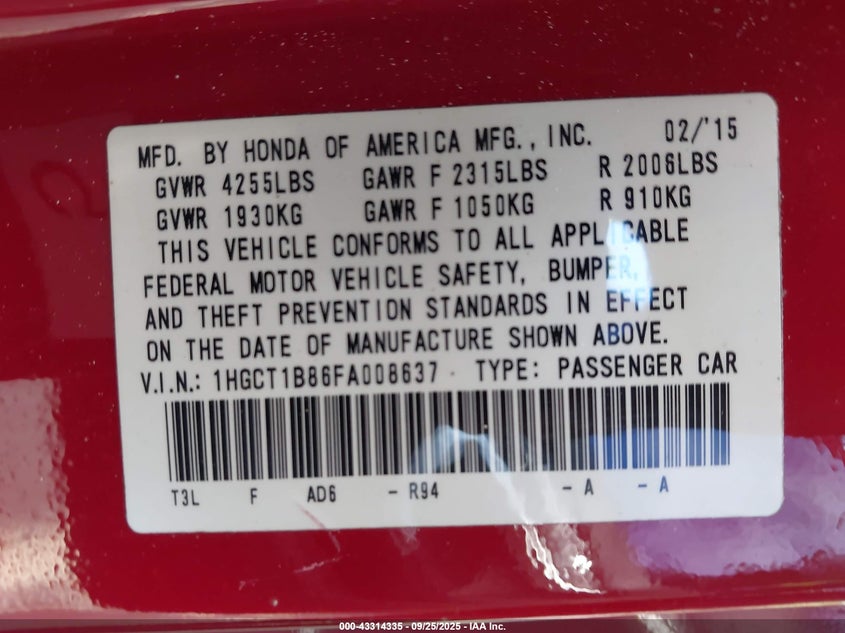 MFD. BY HONDA OF AMERICA MFG., INC. 02/'15
GVWR 4255LBS GAWR F 2315LBS R 2006LBS
GVWR 1930KG GAWR F 1050KG R 910KG
THIS VEHICLE CONFORMS TO ALL APPLICABLE
FEDERAL MOTOR VEHICLE SAFETY, BUMPER,
AND THEFT PREVENTION STANDARDS IN EFFECT
ON THE DATE OF MANUFACTURE SHOWN ABOVE.
V.I.N.: 1HGCT1B86FA008637 TYPE: PASSENGER CAR
T3L F AD6 - R94 - A - A
000-43314335 - 09/25/2025 - IAA Inc.